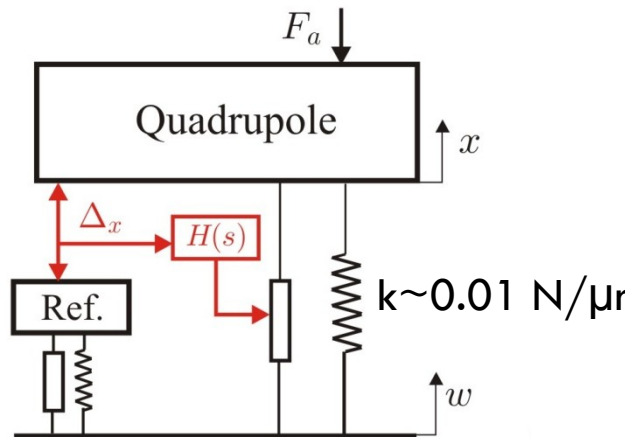 F_a
Quadrupole
x
Δ_x
H(s)
Ref.
k~0.01 N/μ
w